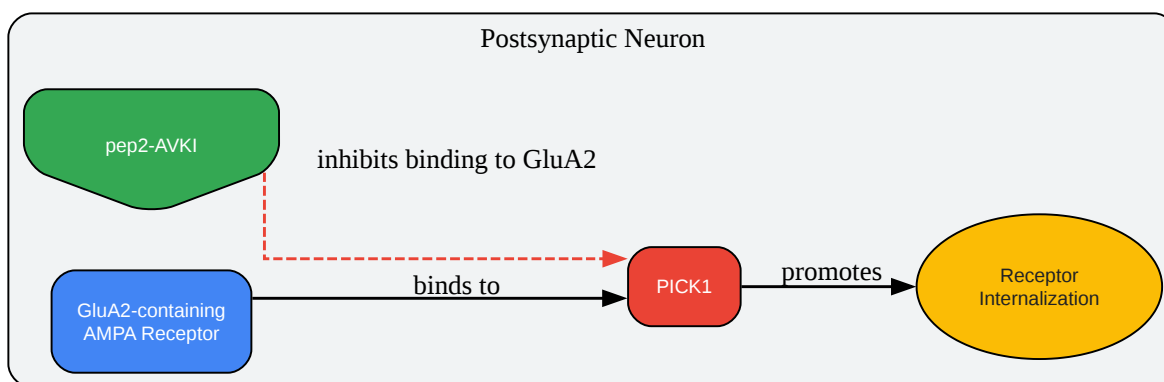 Postsynaptic Neuron
pep2-AVKI
inhibits binding to GluA2
GluA2-containing
AMPA Receptor
binds to
PICK1
promotes
Receptor
Internalization